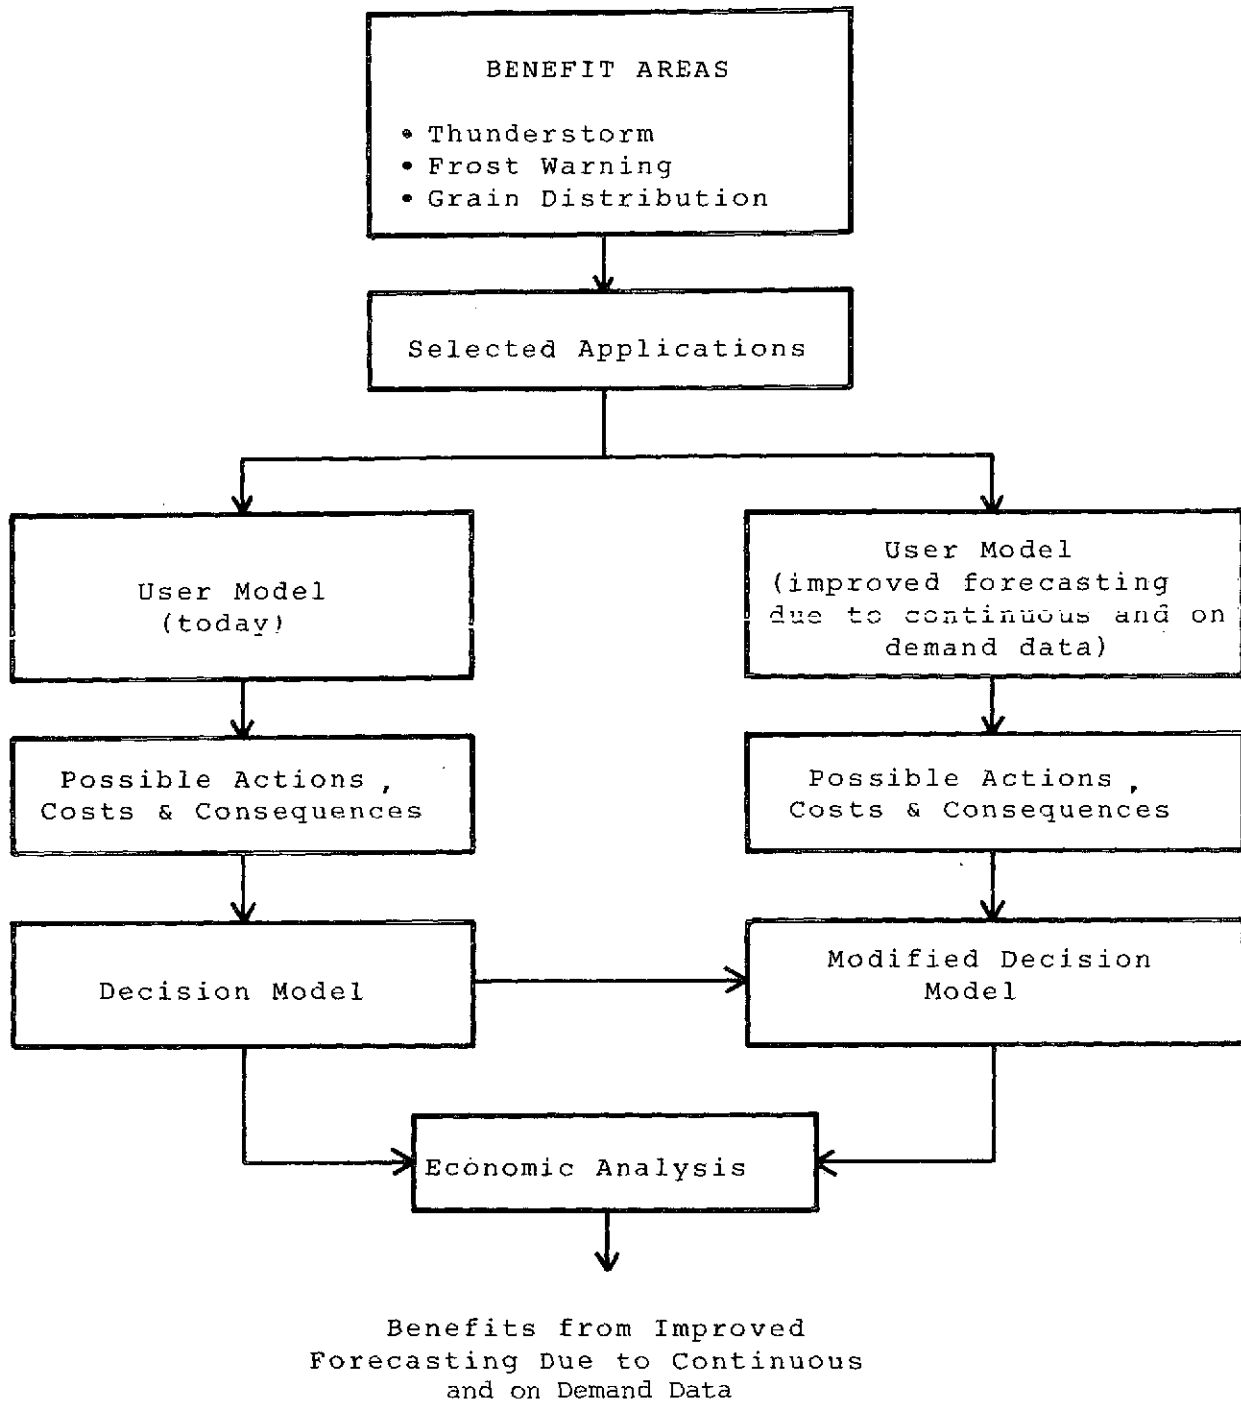 BENEFIT AREAS
• Thunderstorm
• Frost Warning
• Grain Distribution
Selected Applications
User Model
(today)
User Model
(improved forecasting
due to continuous and on
demand data)
Possible Actions,
Costs & Consequences
Possible Actions,
Costs & Consequences
Decision Model
Modified Decision
Model
Economic Analysis
Benefits from Improved
Forecasting Due to Continuous
and on Demand Data